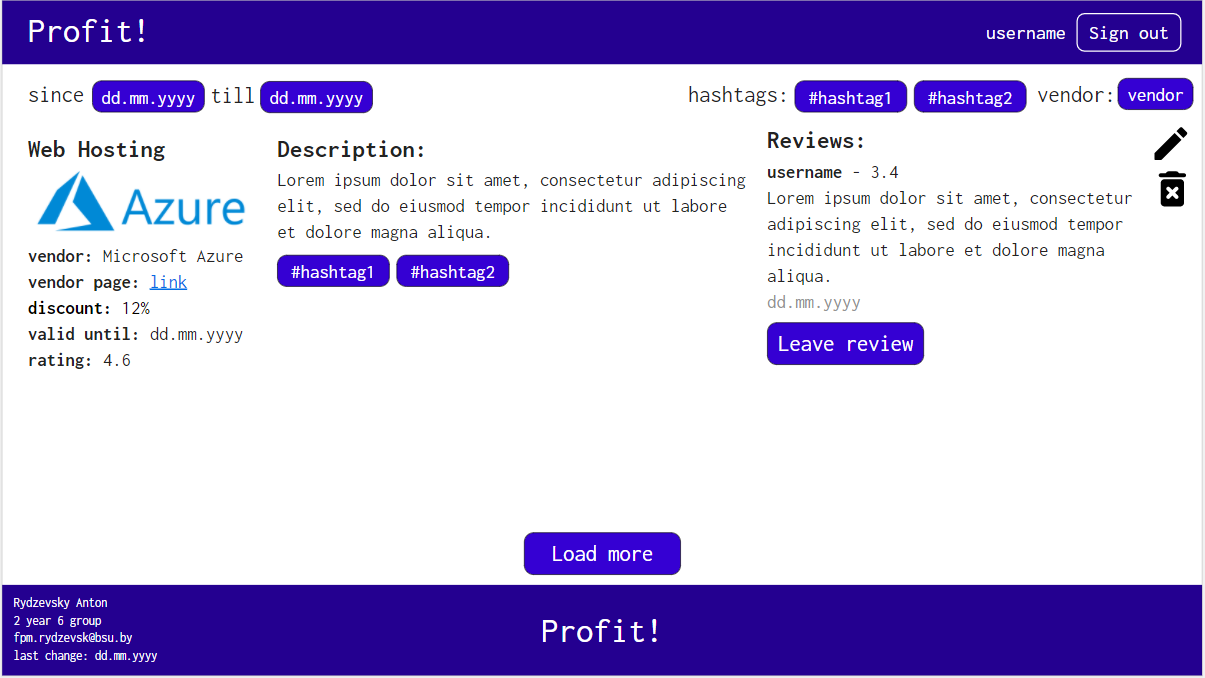 Profit!
username Sign out
since dd.mm.yyyy till dd.mm.yyyy hashtags: #hashtag1 #hashtag2 vendor: vendor
Web Hosting
Azure
vendor: Microsoft Azure
vendor page: link
discount: 12%
valid until: dd.mm.yyyy
rating: 4.6
Description:
Lorem ipsum dolor sit amet, consectetur adipiscing
elit, sed do eiusmod tempor incididunt ut labore
et dolore magna aliqua.
#hashtag1 #hashtag2
Reviews:
username - 3.4
Lorem ipsum dolor sit amet, consectetur
adipiscing elit, sed do eiusmod tempor
incididunt ut labore et dolore magna
aliqua.
dd.mm.yyyy
Leave review
Load more
Rydzevsky Anton
2 year 6 group
fpm.rydzevsk@bsu.by
last change: dd.mm.yyyy
Profit!